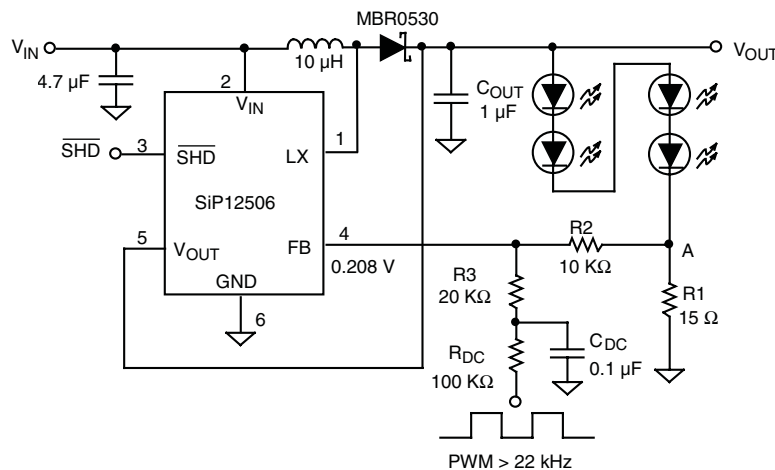 MBR0530
VIN
10 µH
VOUT
4.7 µF
2
VIN
COUT
1 µF
SHD
3
SHD
1
LX
SiP12506
5
VOUT
FB
4
0.208 V
R2
10 KΩ
A
GND
6
R3
20 KΩ
R1
15 Ω
RDC
100 KΩ
CDC
0.1 µF
PWM > 22 kHz